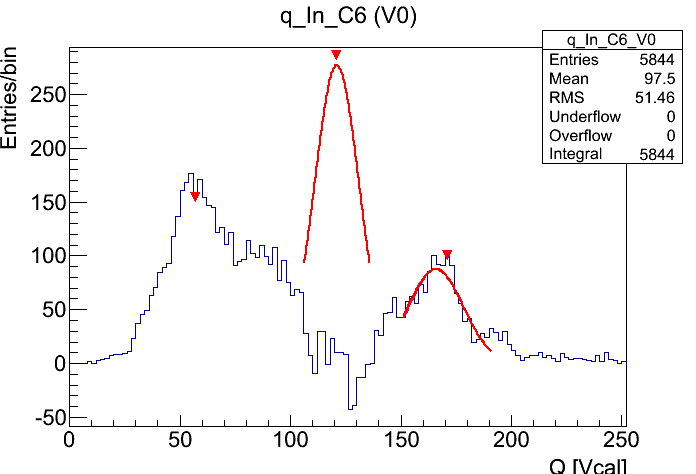 q_In_C6 (V0)
q_In_C6_V0
Entries 5844
Mean 97.5
RMS 51.46
Underflow 0
Overflow 0
Integral 5844
Entries/bin
250
200
150
100
50
0
-50
0 50 100 150 200 250
Q [Vcal]